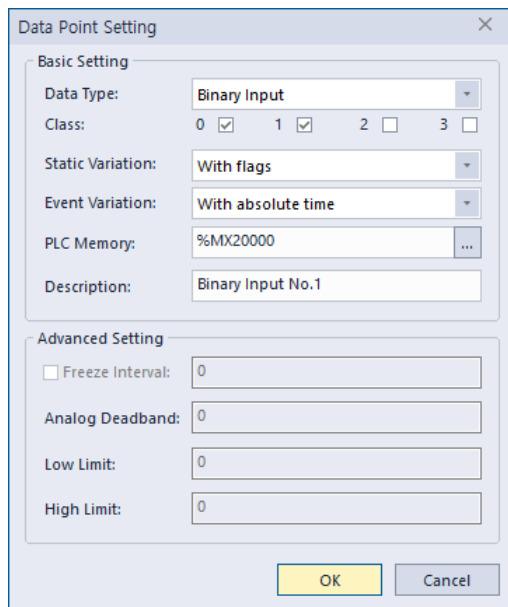 Data Point Setting
Basic Setting
Data Type: Binary Input
Class: 0 1 2 3
Static Variation: With flags
Event Variation: With absolute time
PLC Memory: %MX20000 ...
Description: Binary Input No.1
Advanced Setting
Freeze Interval: 0
Analog Deadband: 0
Low Limit: 0
High Limit: 0
OK Cancel